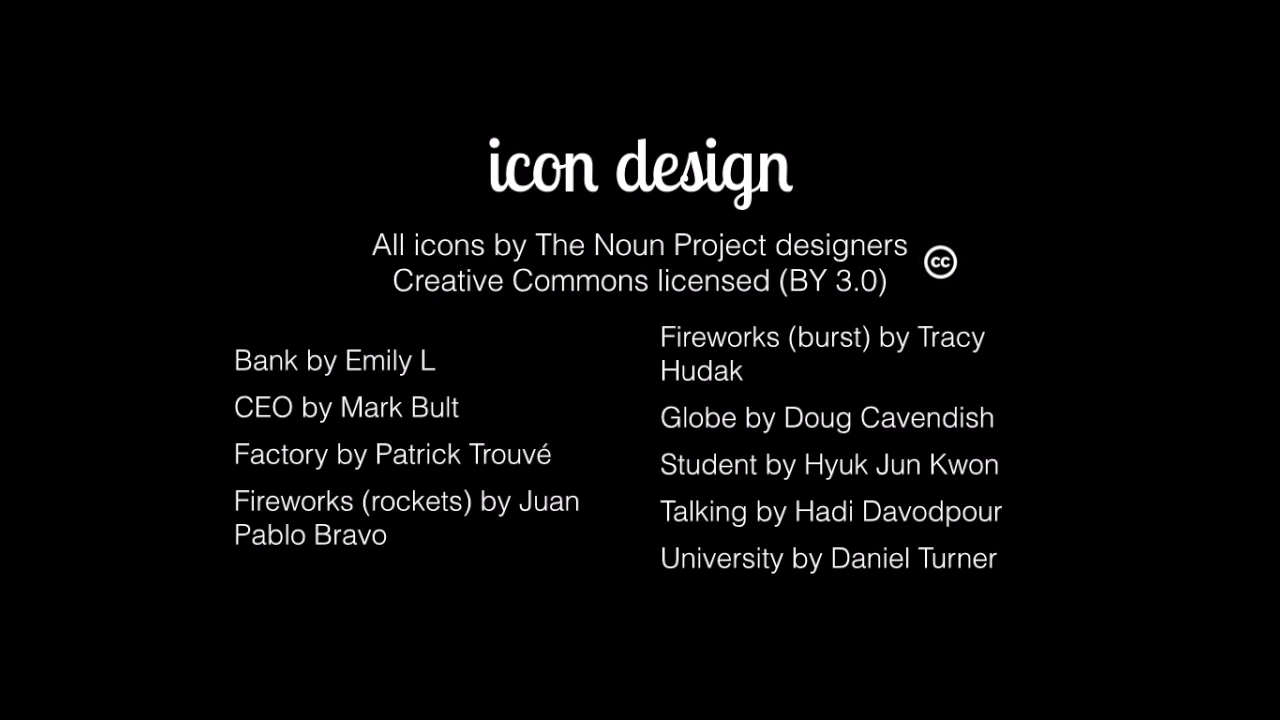 icon design
All icons by The Noun Project designers
Creative Commons licensed (BY 3.0)
cc
Bank by Emily L
CEO by Mark Bult
Factory by Patrick Trouvé
Fireworks (rockets) by Juan
Pablo Bravo
Fireworks (burst) by Tracy
Hudak
Globe by Doug Cavendish
Student by Hyuk Jun Kwon
Talking by Hadi Davodpour
University by Daniel Turner